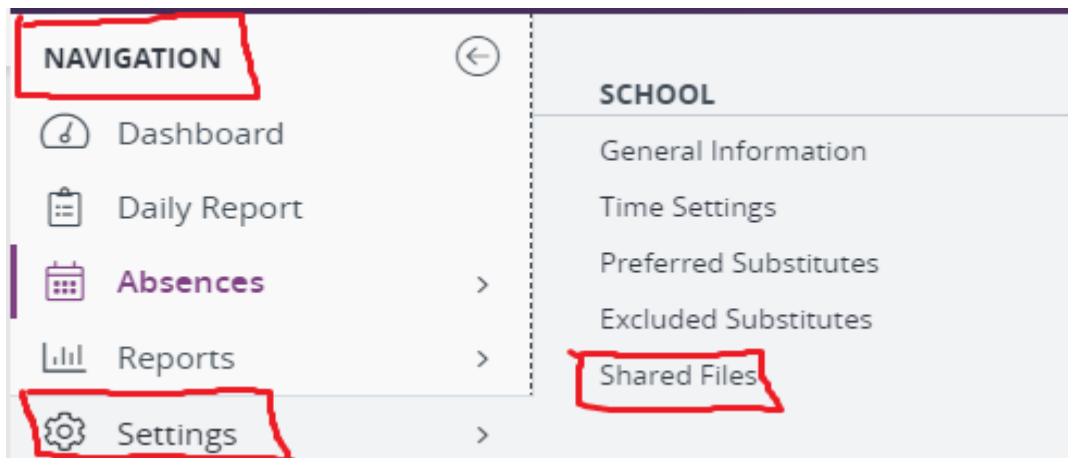 NAVIGATION
Dashboard
Daily Report
Absences
Reports
Settings
SCHOOL
General Information
Time Settings
Preferred Substitutes
Excluded Substitutes
Shared Files